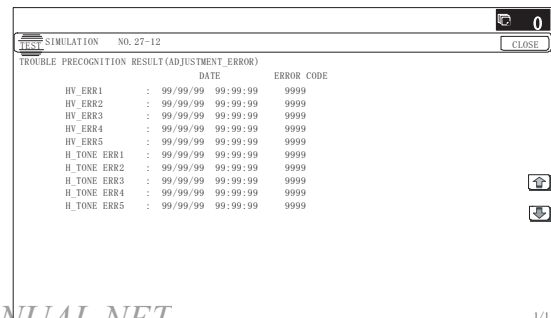 0
TEST SIMULATION NO. 27-12 CLOSE
TROUBLE PRECOGNITION RESULT(ADJUSTMENT_ERROR)
DATE ERROR CODE
HV_ERR1 : 99/99/99 99:99:99 9999
HV_ERR2 : 99/99/99 99:99:99 9999
HV_ERR3 : 99/99/99 99:99:99 9999
HV_ERR4 : 99/99/99 99:99:99 9999
HV_ERR5 : 99/99/99 99:99:99 9999
H_TONE ERR1 : 99/99/99 99:99:99 9999
H_TONE ERR2 : 99/99/99 99:99:99 9999
H_TONE ERR3 : 99/99/99 99:99:99 9999
H_TONE ERR4 : 99/99/99 99:99:99 9999
H_TONE ERR5 : 99/99/99 99:99:99 9999
1/1